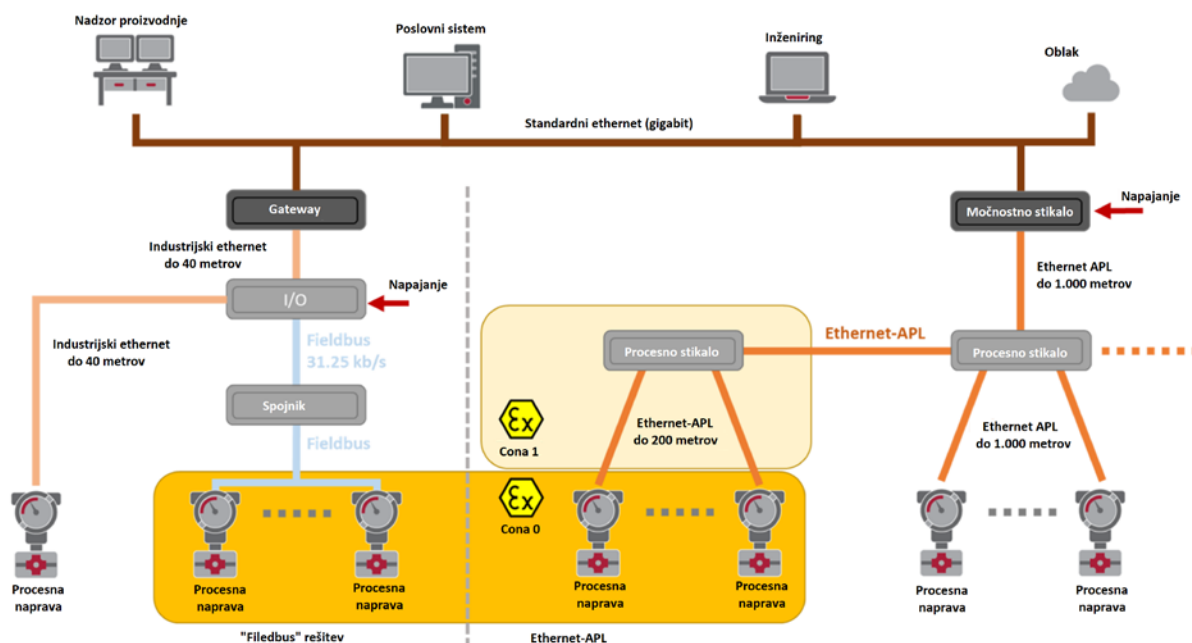 Nadzor proizvodnje
Poslovni sistem
Inženiring
Oblak
Standardni ethernet (gigabit)
Gateway
Močnostno stikalo
Napajanje
Industrijski ethernet
do 40 metrov
Ethernet APL
do 1.000 metrov
I/O
Napajanje
Industrijski ethernet
do 40 metrov
Fieldbus
31.25 kb/s
Procesno stikalo
Ethernet-APL
Procesno stikalo
Spojnik
Ethernet-APL
do 200 metrov
Ethernet APL
do 1.000 metrov
Fieldbus
Ex
Cona 1
Ex
Cona 0
Procesna
naprava
Procesna
naprava
Procesna
naprava
Procesna
naprava
Procesna
naprava
Procesna
naprava
Procesna
naprava
"Filedbus" rešitev
Ethernet-APL